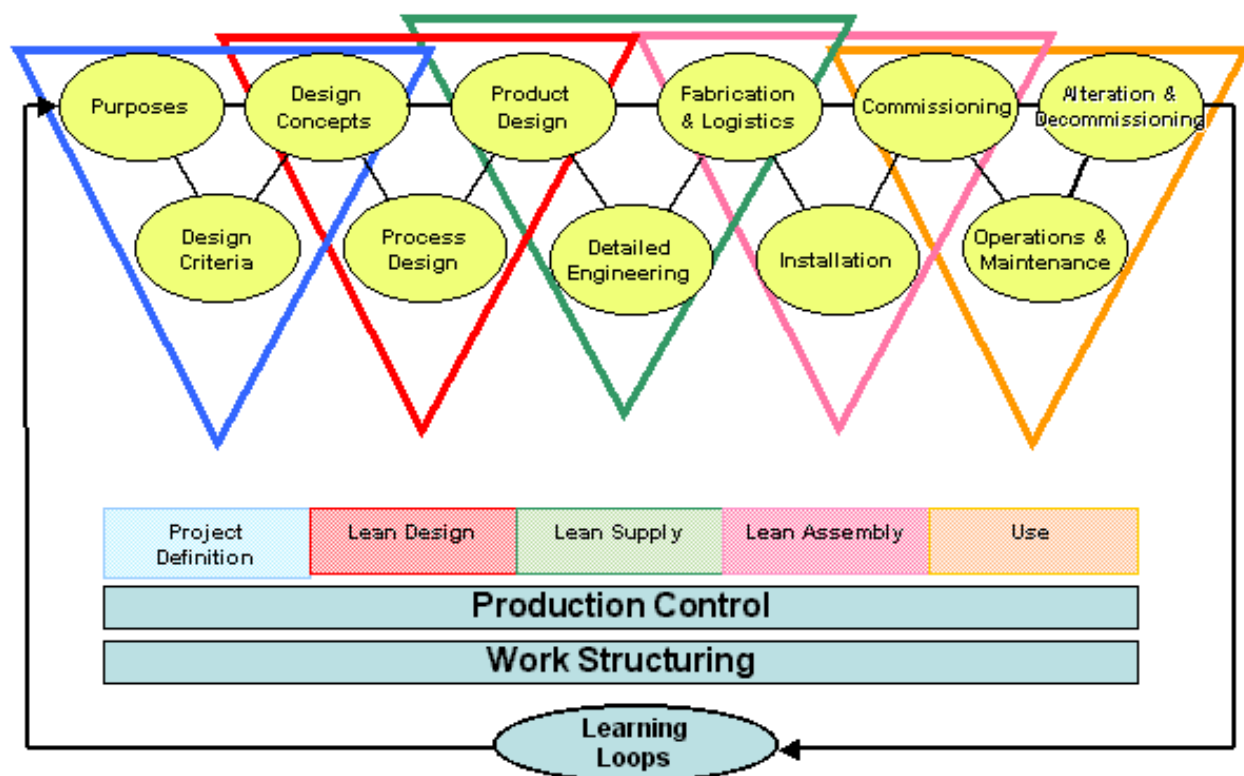 Purposes
Design
Concepts
Product
Design
Fabrication
& Logistics
Commissioning
Alteration &
Decommissioning
Design
Criteria
Process
Design
Detailed
Engineering
Installation
Operations &
Maintenance
Project
Definition
Lean Design
Lean Supply
Lean Assembly
Use
Production Control
Work Structuring
Learning
Loops